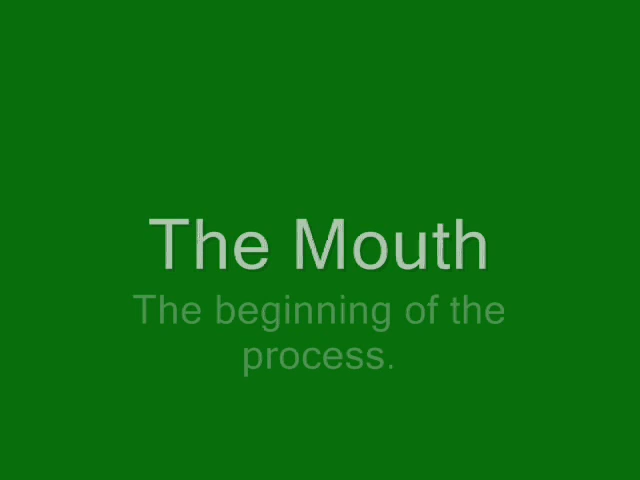 The Mouth
The beginning of the
process.